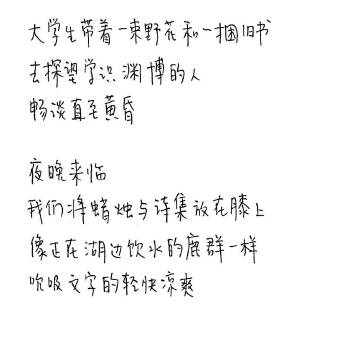 大学生带着一束野花和一捆旧书
去探望学识渊博的人
畅谈直至黄昏
夜晚来临
我们将蜡烛与诗集放在膝上
像正在湖边饮水的鹿群一样
吮吸文字的轻快凉爽